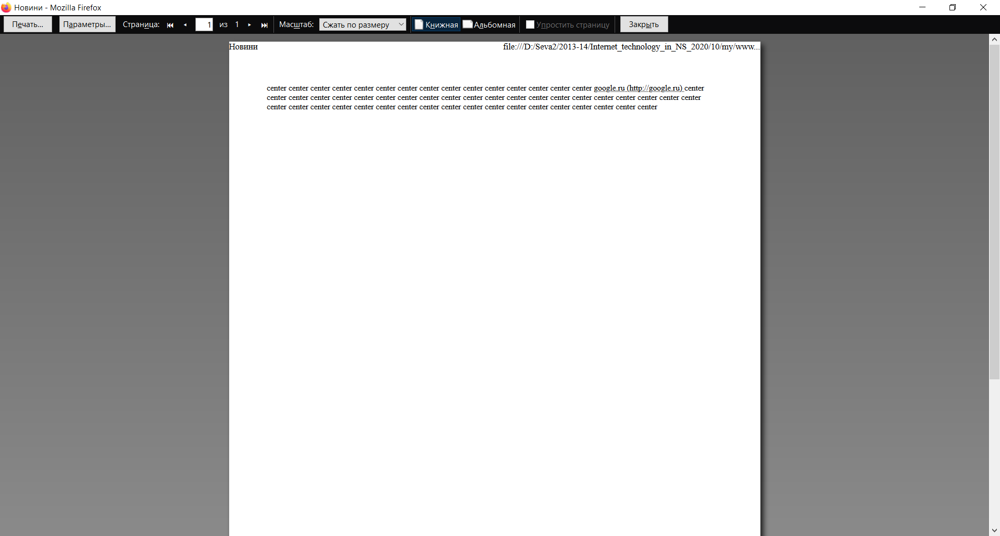 Новини - Mozilla Firefox
Печать... Параметры... Страница: 1 из 1 Масштаб: Сжать по размеру Книжная Альбомная Упростить страницу Закрыть
Новини file:///D:/Seva2/2013-14/Internet_technology_in_NS_2020/10/my/www...
center center center center center center center center center center center center center center center google.ru (http://google.ru) center
center center center center center center center center center center center center center center center center center center center center
center center center center center center center center center center center center center center center center center center